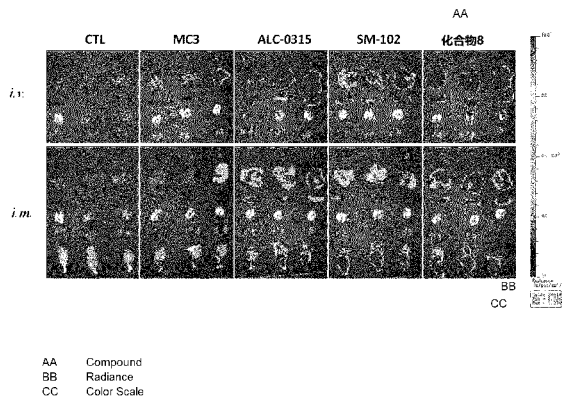 AA
CTL MC3 ALC-0315 SM-102 化合物8
i.v.
i.m.
BB
CC
AA Compound
BB Radiance
CC Color Scale